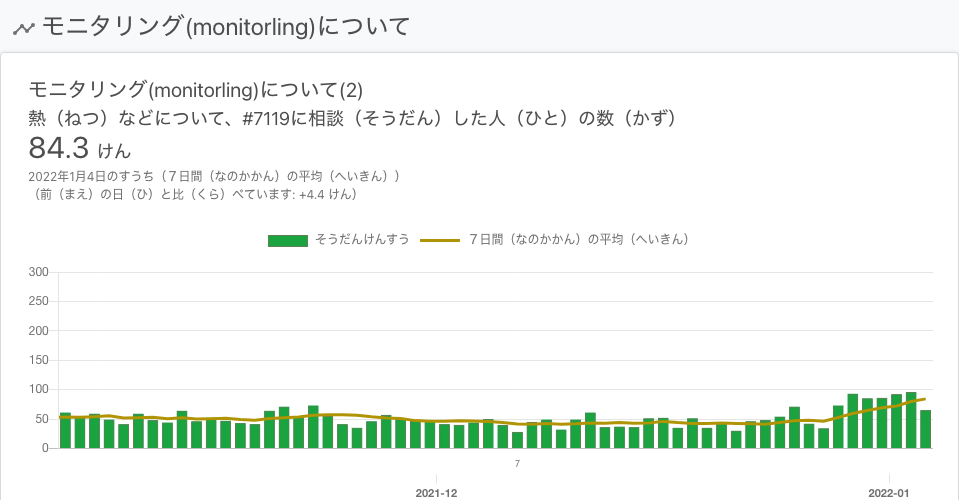 モニタリング(monitorling)について
モニタリング(monitorling)について(2)
熱（ねつ）などについて、#7119に相談（そうだん）した人（ひと）の数（かず）
84.3 けん
2022年1月4日のすうち（７日間（なのかかん）の平均（へいきん））
（前（まえ）の日（ひ）と比（くら）べています: +4.4 けん）
そうだんけんすう ７日間（なのかかん）の平均（へいきん）
300
250
200
150
100
50
0
7
2021-12 2022-01